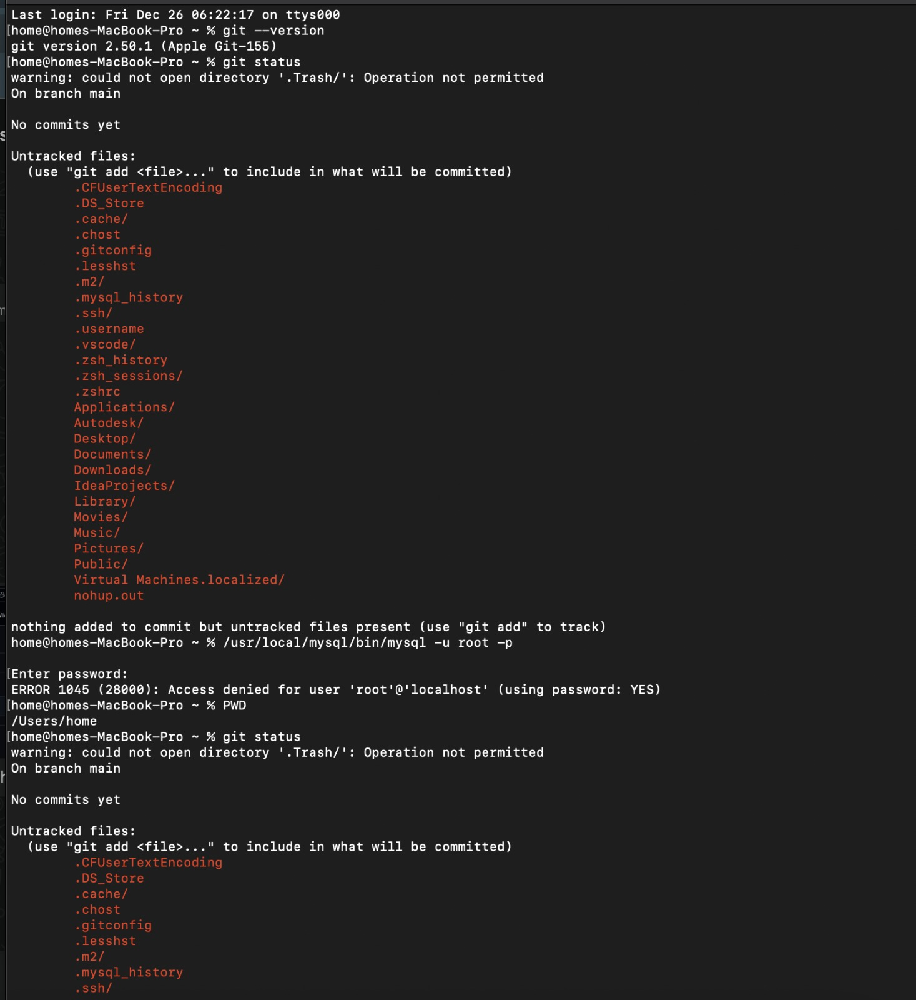 Last login: Fri Dec 26 06:22:17 on ttys000
[home@homes-MacBook-Pro ~ % git --version
git version 2.50.1 (Apple Git-155)
[home@homes-MacBook-Pro ~ % git status
warning: could not open directory '.Trash/': Operation not permitted
On branch main

No commits yet

Untracked files:
  (use "git add <file>..." to include in what will be committed)
        .CFUserTextEncoding
        .DS_Store
        .cache/
        .chost
        .gitconfig
        .lesshst
        .m2/
        .mysql_history
        .ssh/
        .username
        .vscode/
        .zsh_history
        .zsh_sessions/
        .zshrc
        Applications/
        Autodesk/
        Desktop/
        Documents/
        Downloads/
        IdeaProjects/
        Library/
        Movies/
        Music/
        Pictures/
        Public/
        Virtual Machines.localized/
        nohup.out

nothing added to commit but untracked files present (use "git add" to track)
home@homes-MacBook-Pro ~ % /usr/local/mysql/bin/mysql -u root -p

[Enter password:
ERROR 1045 (28000): Access denied for user 'root'@'localhost' (using password: YES)
[home@homes-MacBook-Pro ~ % PWD
/Users/home
[home@homes-MacBook-Pro ~ % git status
warning: could not open directory '.Trash/': Operation not permitted
On branch main

No commits yet

Untracked files:
  (use "git add <file>..." to include in what will be committed)
        .CFUserTextEncoding
        .DS_Store
        .cache/
        .chost
        .gitconfig
        .lesshst
        .m2/
        .mysql_history
        .ssh/